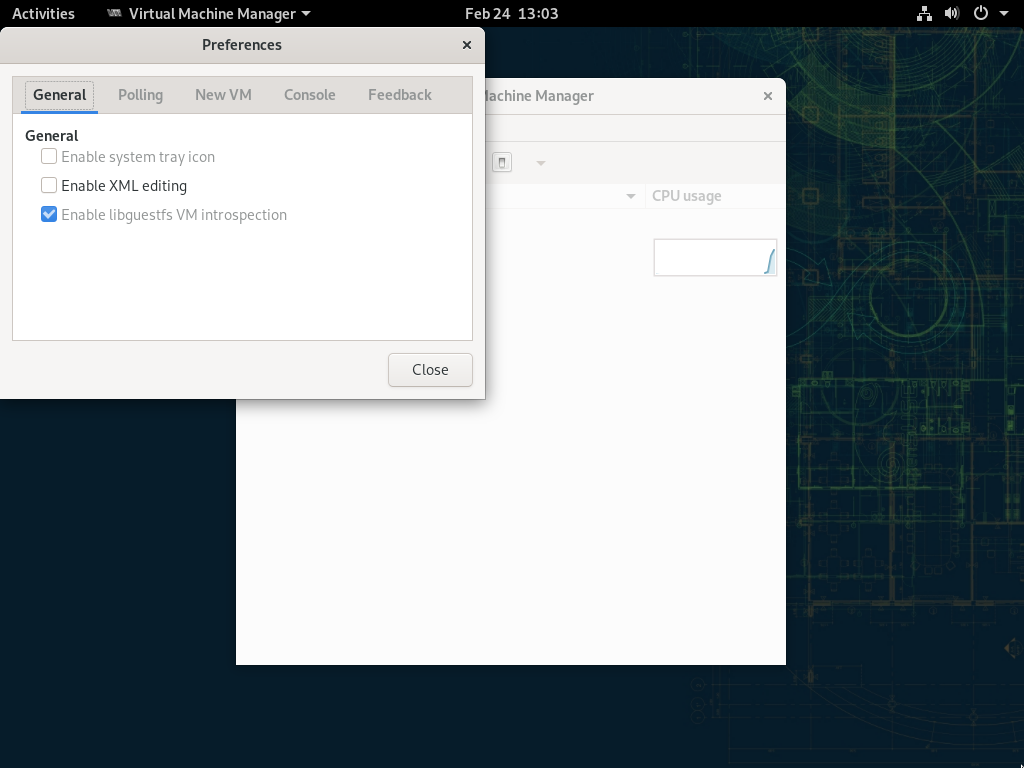 Activities Virtual Machine Manager Feb 24 13:03
Preferences
Machine Manager
General Polling New VM Console Feedback
General
Enable system tray icon
Enable XML editing
Enable libguestfs VM introspection
CPU usage
Close